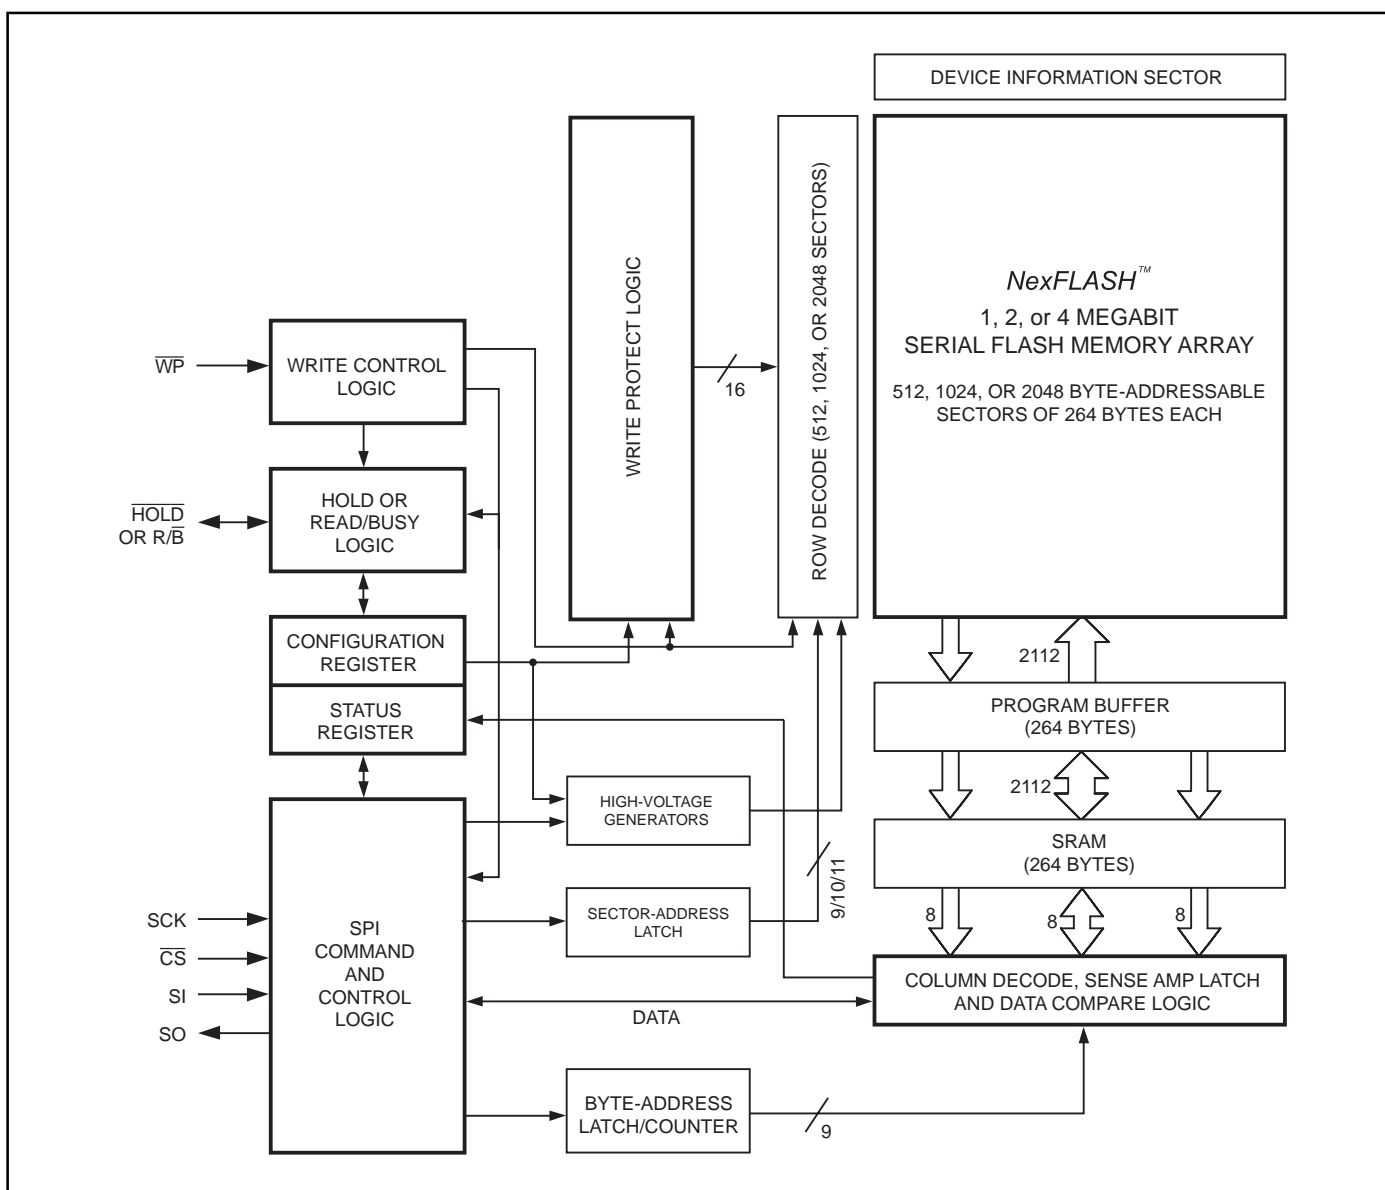 DEVICE INFORMATION SECTOR
WRITE PROTECT LOGIC
ROW DECODE (512, 1024, OR 2048 SECTORS)
NexFLASH™
1, 2, or 4 MEGABIT
SERIAL FLASH MEMORY ARRAY
512, 1024, OR 2048 BYTE-ADDRESSABLE
SECTORS OF 264 BYTES EACH
W̅P̅
WRITE CONTROL
LOGIC
16
H̅O̅L̅D̅
OR R/B̅
HOLD OR
READ/BUSY
LOGIC
CONFIGURATION
REGISTER
STATUS
REGISTER
2112
PROGRAM BUFFER
(264 BYTES)
2112
HIGH-VOLTAGE
GENERATORS
SRAM
(264 BYTES)
9/10/11
8
8
8
SECTOR-ADDRESS
LATCH
SCK
C̅S̅
SI
SO
SPI
COMMAND
AND
CONTROL
LOGIC
COLUMN DECODE, SENSE AMP LATCH
AND DATA COMPARE LOGIC
DATA
BYTE-ADDRESS
LATCH/COUNTER
9